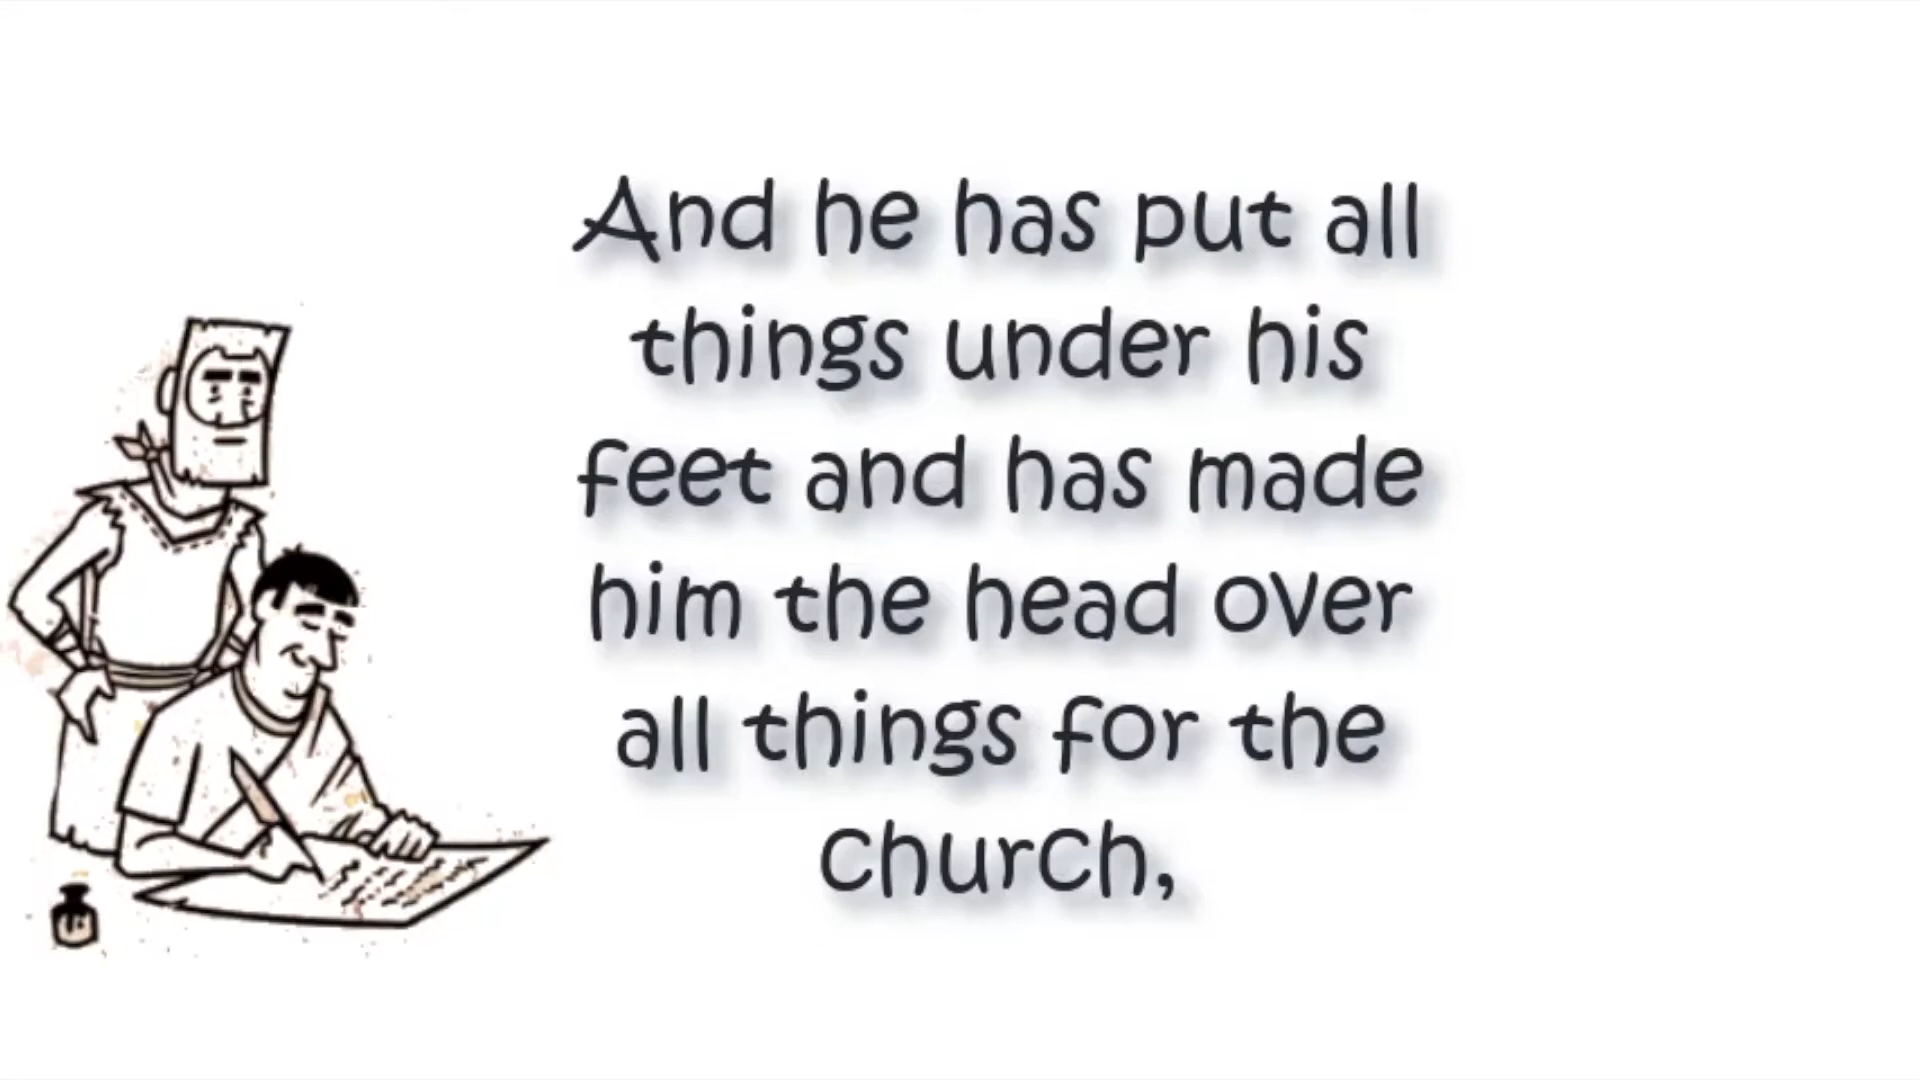 And he has put all
things under his
feet and has made
him the head over
all things for the
church,